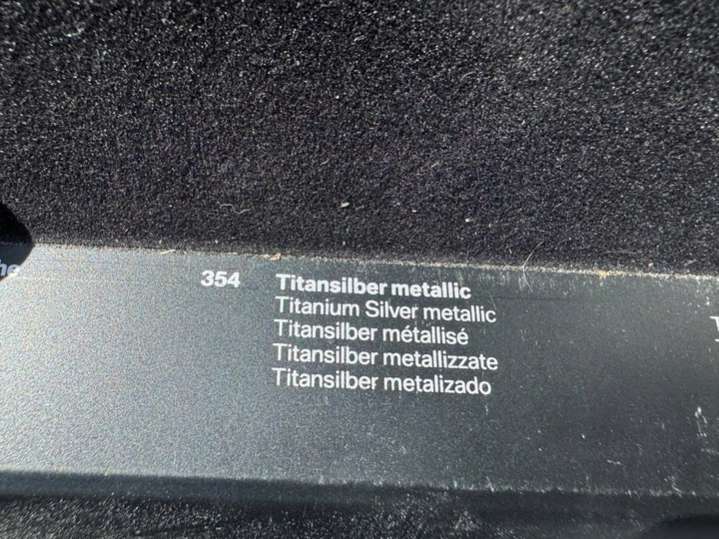 354 Titansilber metallic
Titanium Silver metallic
Titansilber métallisé
Titansilber metallizzate
Titansilber metalizado